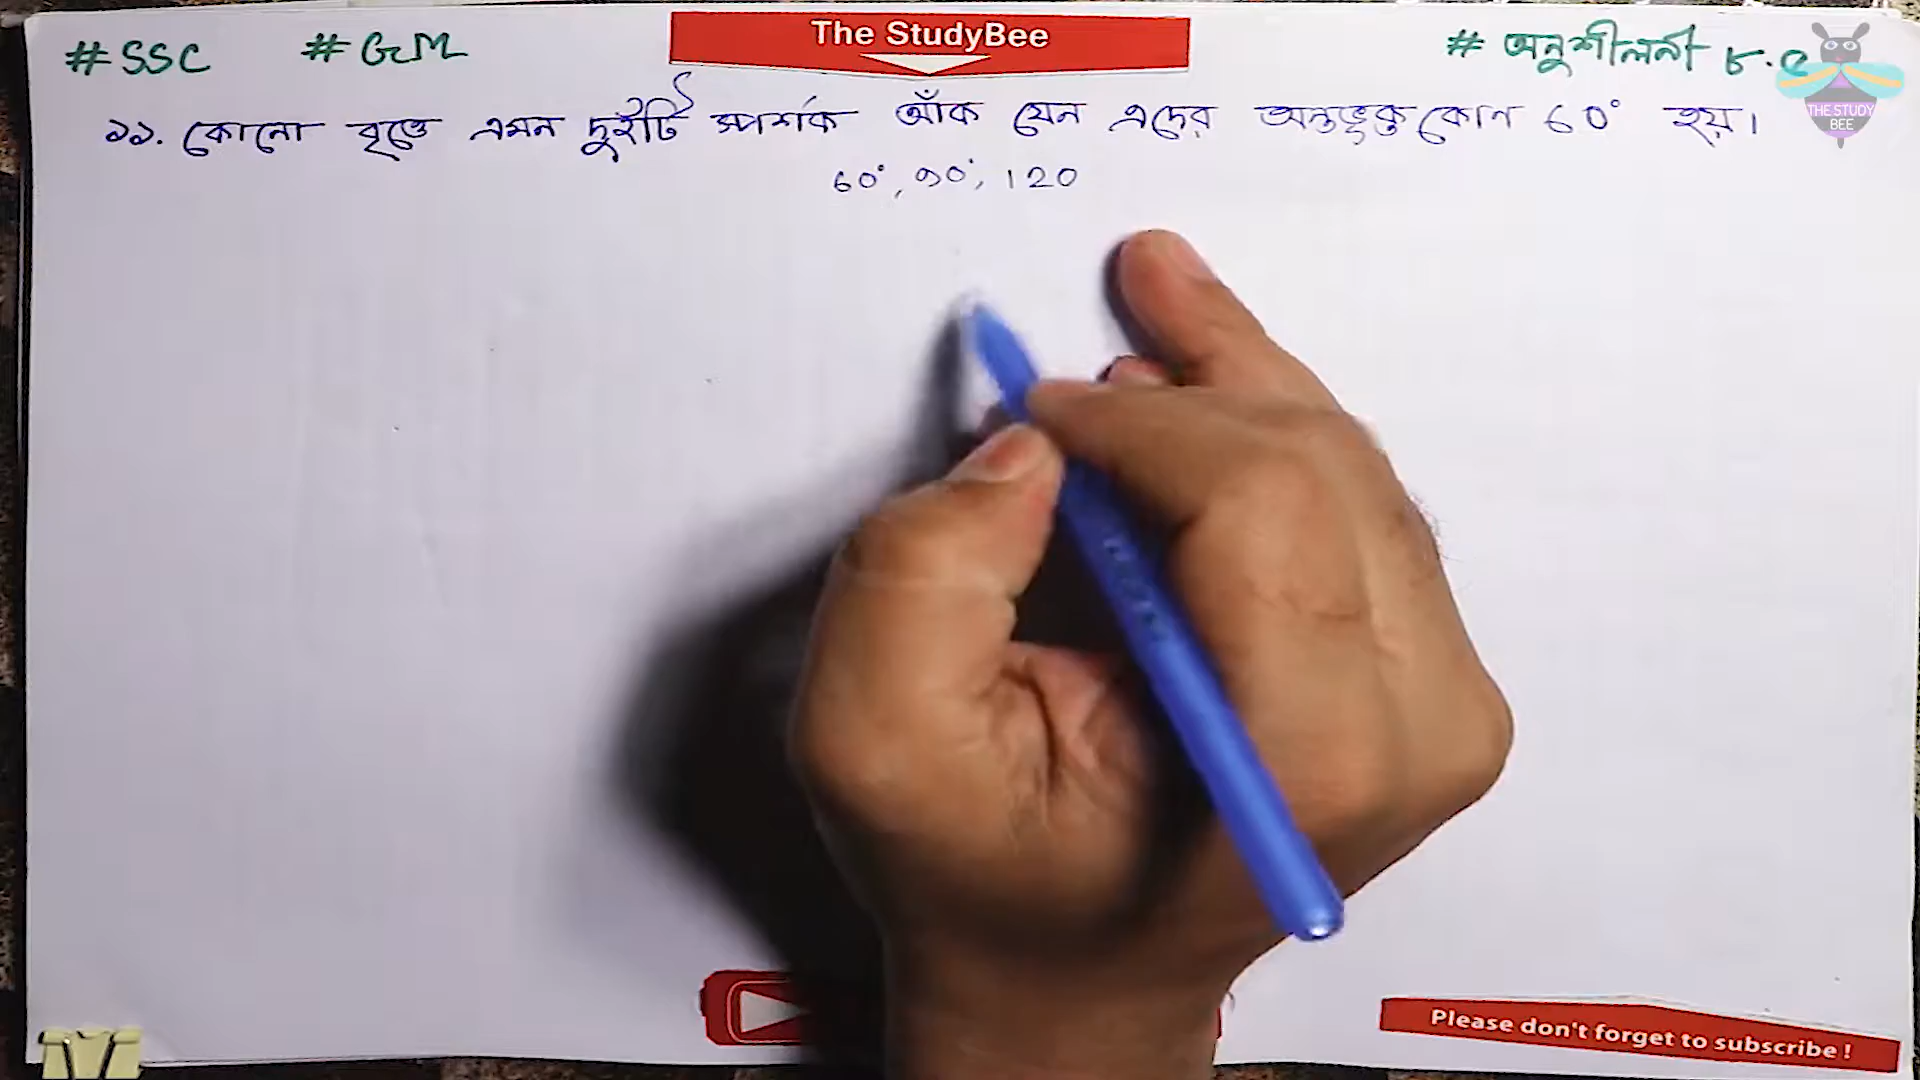 #SSC #GM The StudyBee # অনুশীলনী ৮.৫
১১. কোনো বৃত্তে এমন দুইটি স্পর্শক আঁক যেন এদের অন্তর্ভুক্ত কোণ 60° হয়।
60°, ৯০°, 120
THE STUDY
BEE
Please don't forget to subscribe !